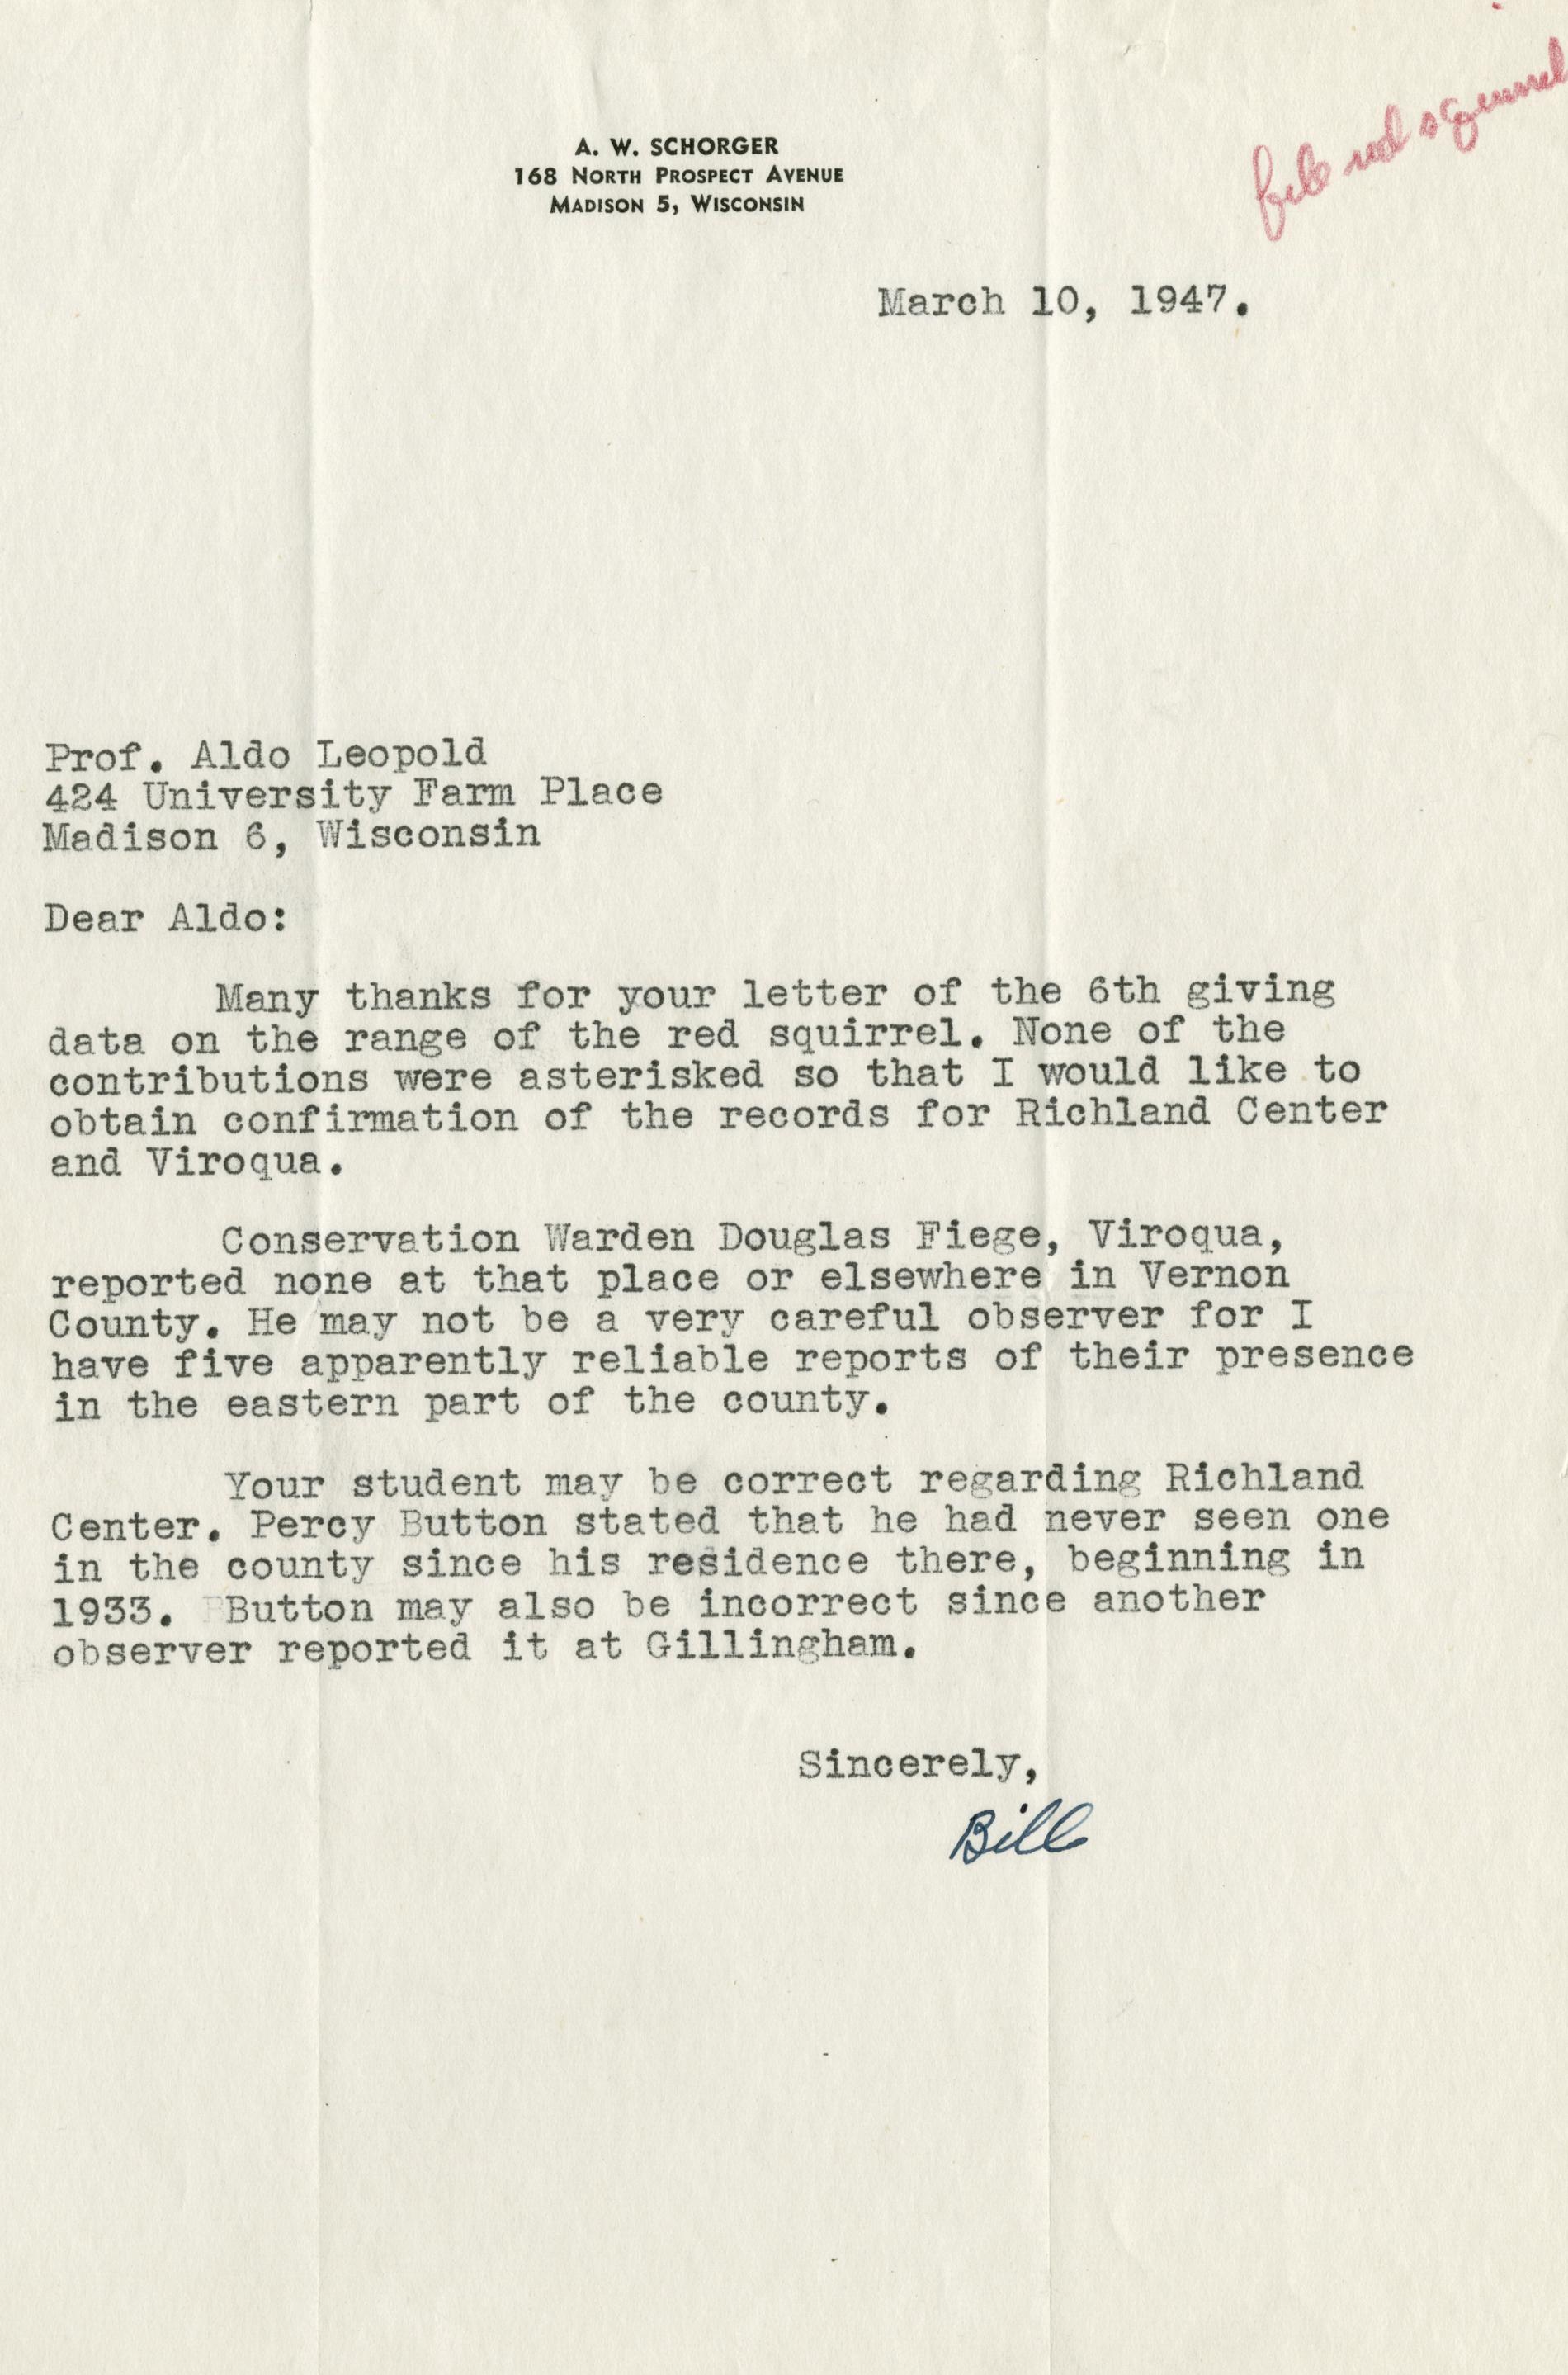 file red squirrel
A. W. SCHORGER
168 NORTH PROSPECT AVENUE
MADISON 5, WISCONSIN
March 10, 1947.
Prof. Aldo Leopold
424 University Farm Place
Madison 6, Wisconsin
Dear Aldo:
Many thanks for your letter of the 6th giving
data on the range of the red squirrel. None of the
contributions were asterisked so that I would like to
obtain confirmation of the records for Richland Center
and Viroqua.
Conservation Warden Douglas Fiege, Viroqua,
reported none at that place or elsewhere in Vernon
County. He may not be a very careful observer for I
have five apparently reliable reports of their presence
in the eastern part of the county.
Your student may be correct regarding Richland
Center. Percy Button stated that he had never seen one
in the county since his residence there, beginning in
1933. Button may also be incorrect since another
observer reported it at Gillingham.
Sincerely,
Bill